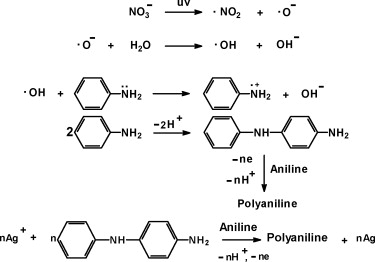 uv
NO₃⁻ ⟶ ·NO₂ + ·O⁻
·O⁻ + H₂O ⟶ ·OH + OH⁻
·OH + N̈H₂ ⟶ NH₂ ·+ + OH⁻
2 NH₂ −2H⁺ ⟶ NH NH₂
−ne
−nH⁺ Aniline
Polyaniline
nAg⁺ + n NH NH₂ Aniline ⟶ Polyaniline + nAg
−nH⁺, −ne